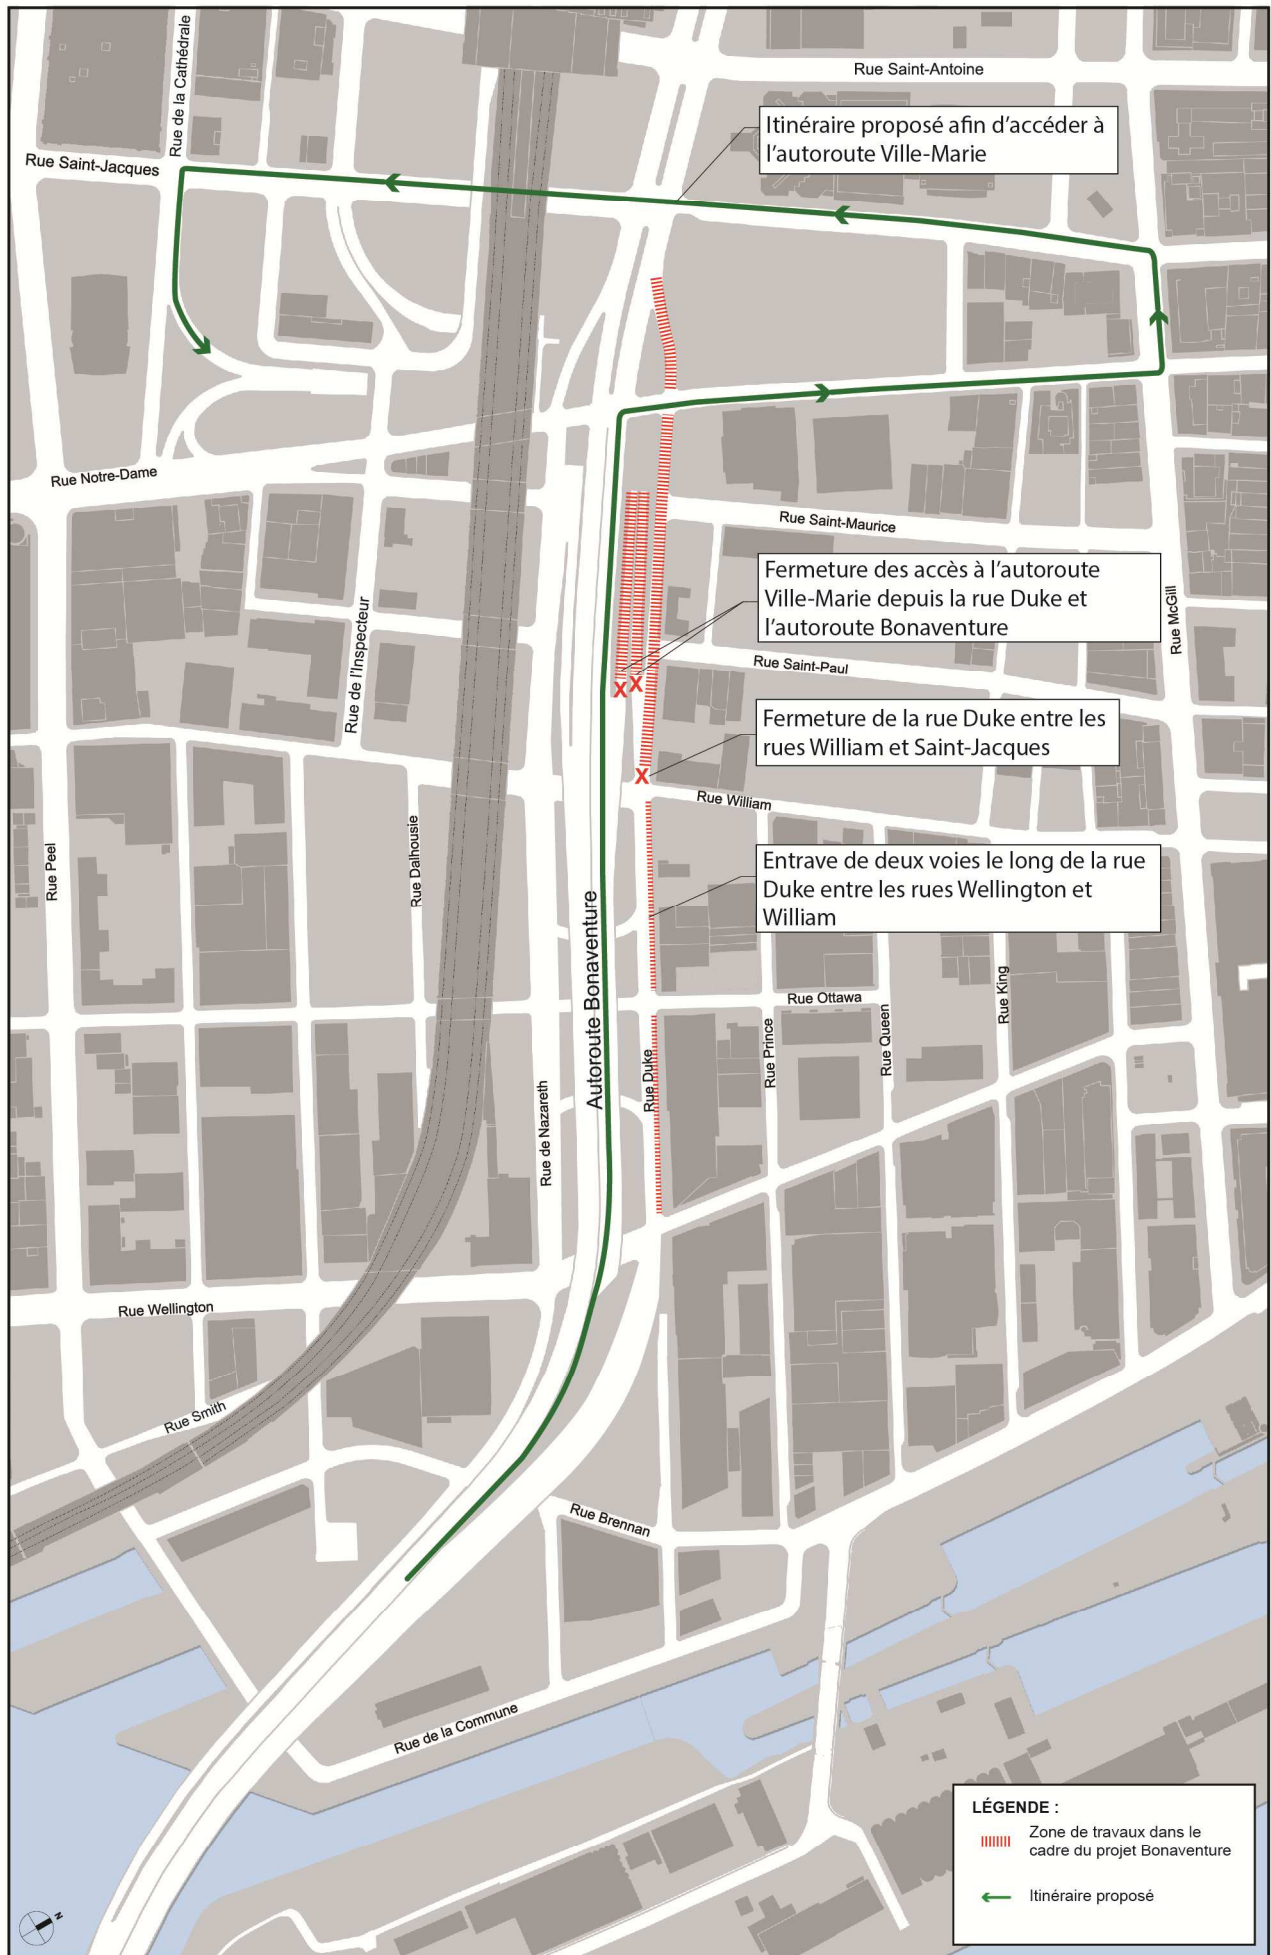 Rue de la Cathédrale
Rue Saint-Antoine
Itinéraire proposé afin d'accéder à
l'autoroute Ville-Marie
Rue Saint-Jacques
Rue Notre-Dame
Rue Saint-Maurice
Fermeture des accès à l'autoroute
Ville-Marie depuis la rue Duke et
l'autoroute Bonaventure
Rue McGill
Rue de l'Inspecteur
Rue Saint-Paul
X X
Fermeture de la rue Duke entre les
rues William et Saint-Jacques
X
Rue William
Rue Peel
Rue Dalhousie
Entrave de deux voies le long de la rue
Duke entre les rues Wellington et
William
Autoroute Bonaventure
Rue Ottawa
Rue King
Rue Queen
Rue Prince
Rue Duke
Rue de Nazareth
Rue Wellington
Rue Smith
Rue Brennan
Rue de la Commune
LÉGENDE :
Zone de travaux dans le
cadre du projet Bonaventure
Itinéraire proposé
N